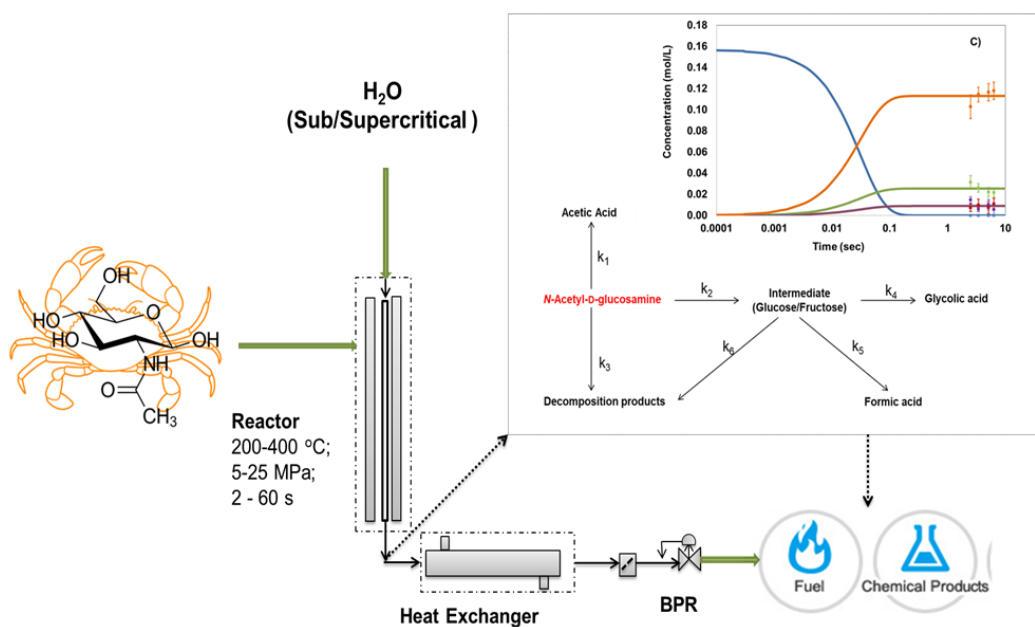 H₂O
(Sub/Supercritical )
C)
Concentration (mol/L)
0.18
0.16
0.14
0.12
0.10
0.08
0.06
0.04
0.02
0.00
0.0001
0.001
0.01
0.1
1
10
Time (sec)
Acetic Acid
k₁
N-Acetyl-D-glucosamine
k₂
Intermediate
(Glucose/Fructose)
k₄
Glycolic acid
k₃
k₆
k₅
Decomposition products
Formic acid
OH
HO
O
HO
OH
NH
O
CH₃
Reactor
200-400 ºC;
5-25 MPa;
2 - 60 s
Heat Exchanger
BPR
Fuel
Chemical Products